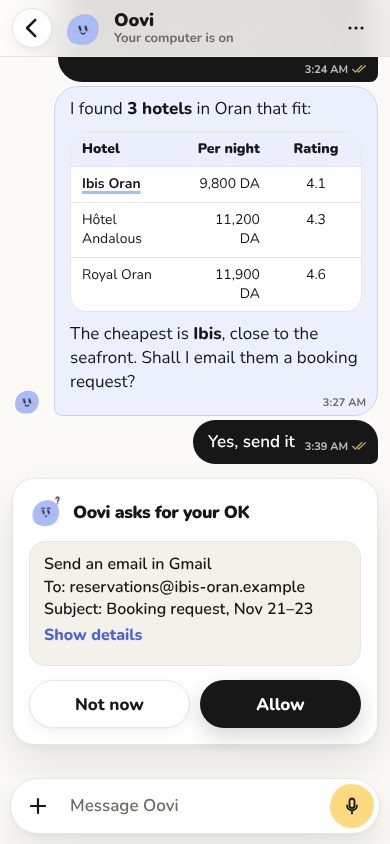 Oovi
Your computer is on
3:24 AM
I found 3 hotels in Oran that fit:
Hotel Per night Rating
Ibis Oran 9,800 DA 4.1
Hôtel Andalous 11,200 DA 4.3
Royal Oran 11,900 DA 4.6
The cheapest is Ibis, close to the
seafront. Shall I email them a booking
request?
3:27 AM
Yes, send it 3:39 AM
Oovi asks for your OK
Send an email in Gmail
To: reservations@ibis-oran.example
Subject: Booking request, Nov 21–23
Show details
Not now Allow
Message Oovi